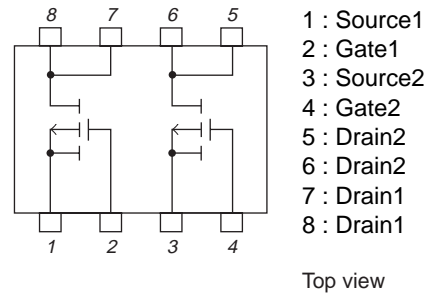 8 7 6 5
1 2 3 4
1 : Source1
2 : Gate1
3 : Source2
4 : Gate2
5 : Drain2
6 : Drain2
7 : Drain1
8 : Drain1
Top view